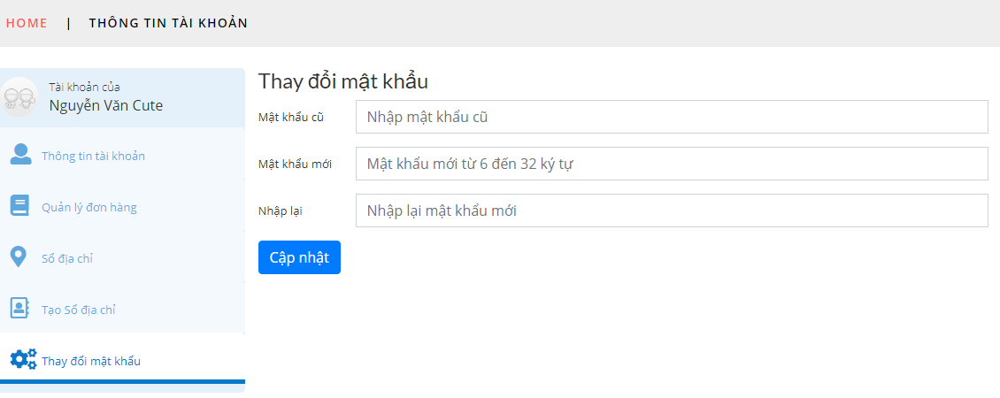 HOME | THÔNG TIN TÀI KHOẢN
Tài khoản của
Nguyễn Văn Cute
Thông tin tài khoản
Quản lý đơn hàng
Sổ địa chỉ
Tạo Sổ địa chỉ
Thay đổi mật khẩu
Thay đổi mật khẩu
Mật khẩu cũ Nhập mật khẩu cũ
Mật khẩu mới Mật khẩu mới từ 6 đến 32 ký tự
Nhập lại Nhập lại mật khẩu mới
Cập nhật